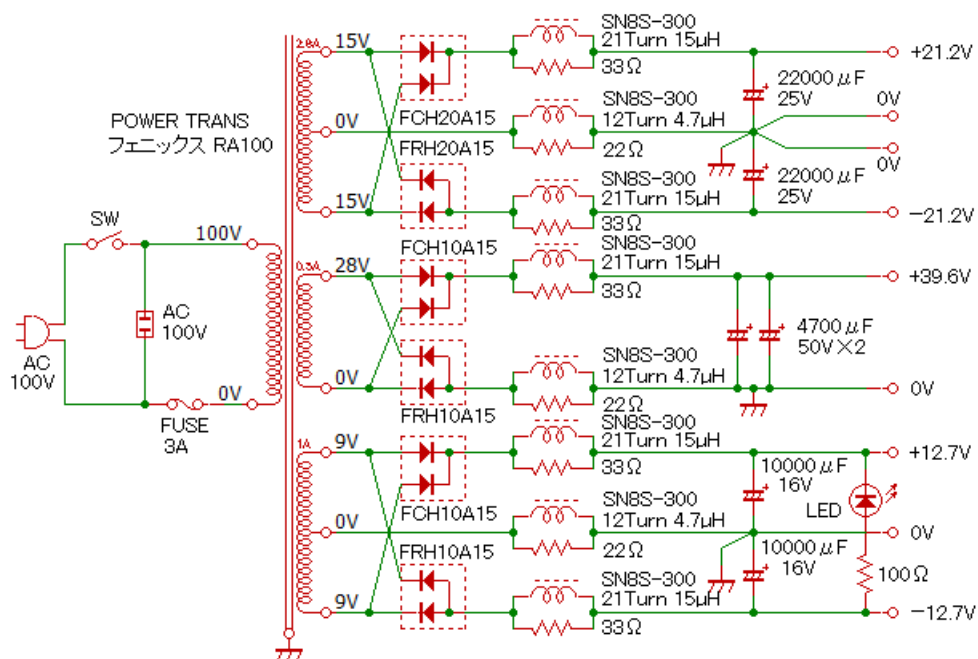 POWER TRANS
フェニックス RA100
SW
100V
AC
100V
AC
100V
0V
FUSE
3A
2.8A
15V
0V
15V
FCH20A15
FRH20A15
SN8S-300
21Turn 15μH
33Ω
SN8S-300
12Turn 4.7μH
22Ω
SN8S-300
21Turn 15μH
33Ω
22000μF
25V
22000μF
25V
+21.2V
0V
0V
-21.2V
28V
0V
FCH10A15
FRH10A15
SN8S-300
21Turn 15μH
33Ω
SN8S-300
12Turn 4.7μH
22Ω
4700μF
50V×2
+39.6V
0V
1A
9V
0V
9V
FCH10A15
FRH10A15
SN8S-300
21Turn 15μH
33Ω
SN8S-300
12Turn 4.7μH
22Ω
SN8S-300
21Turn 15μH
33Ω
10000μF
16V
10000μF
16V
LED
100Ω
+12.7V
0V
-12.7V